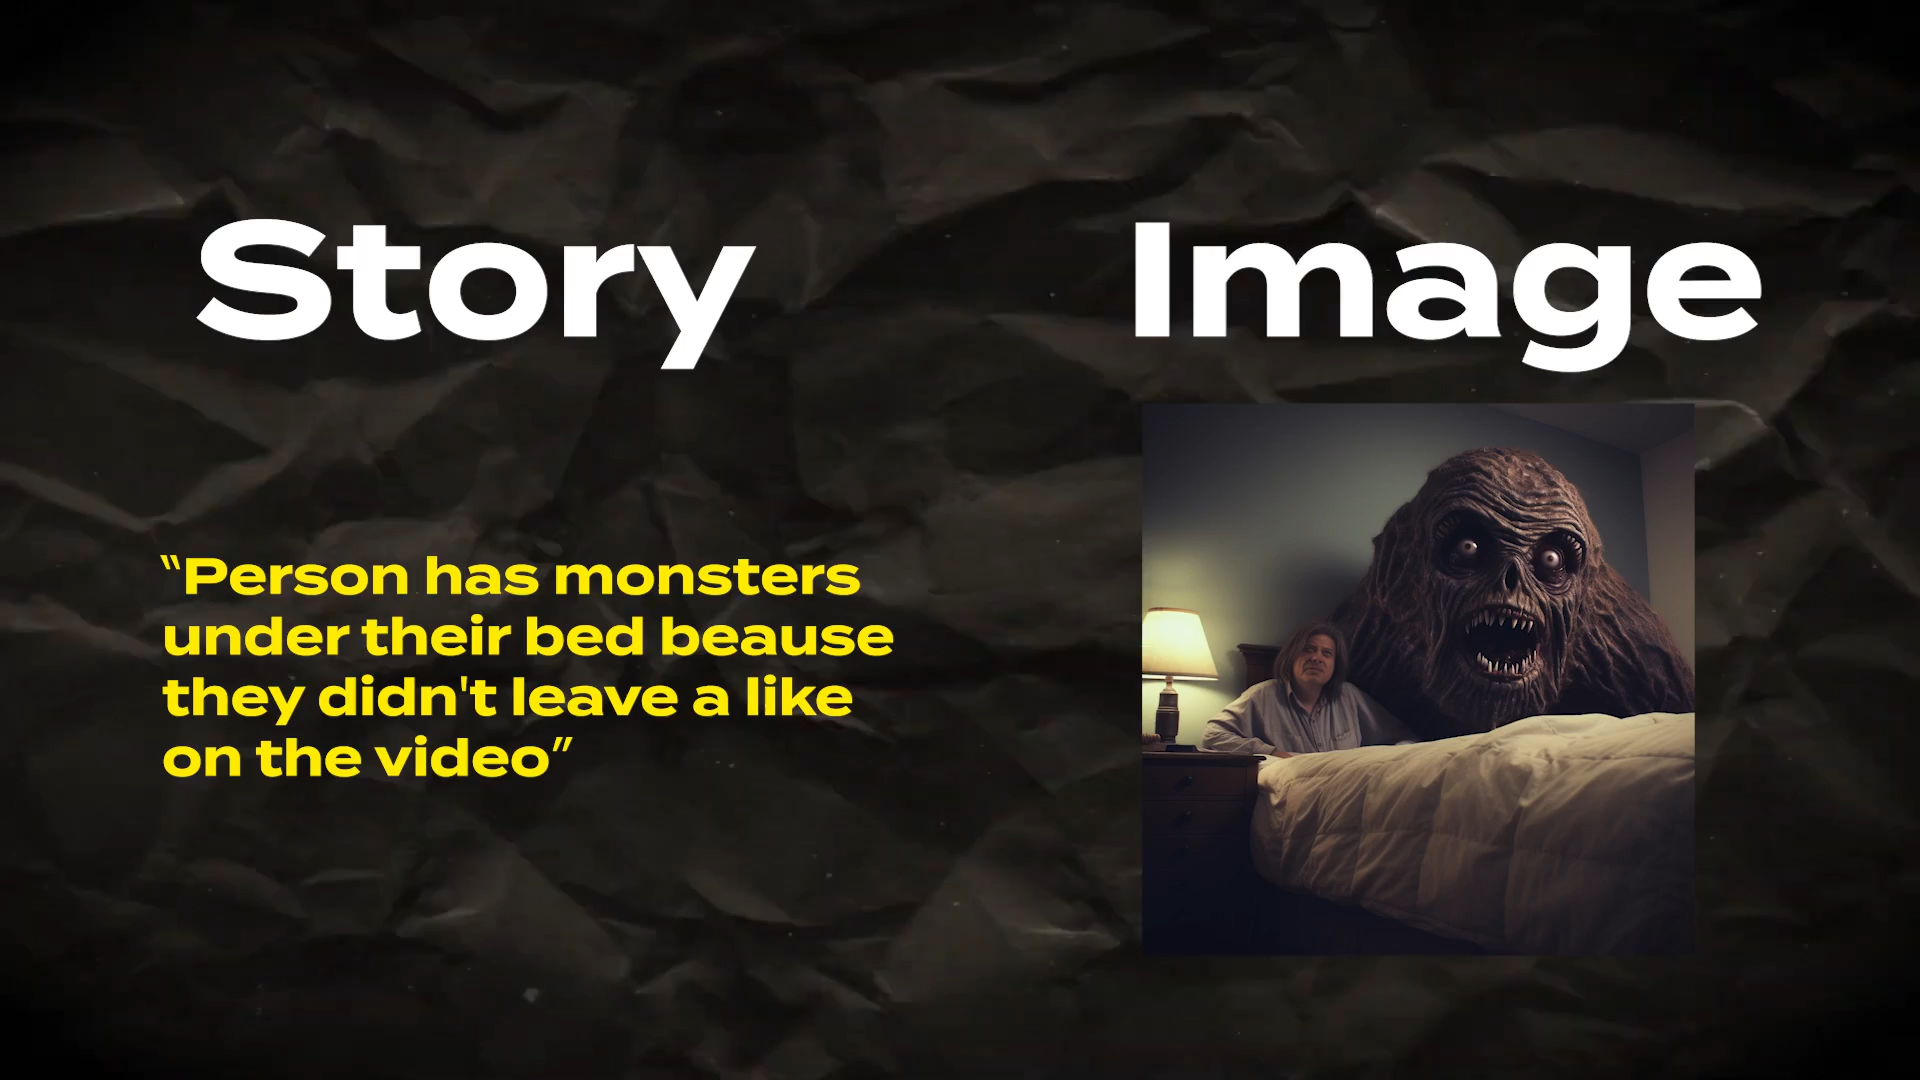 Story
Image
“Person has monsters
under their bed beause
they didn't leave a like
on the video”